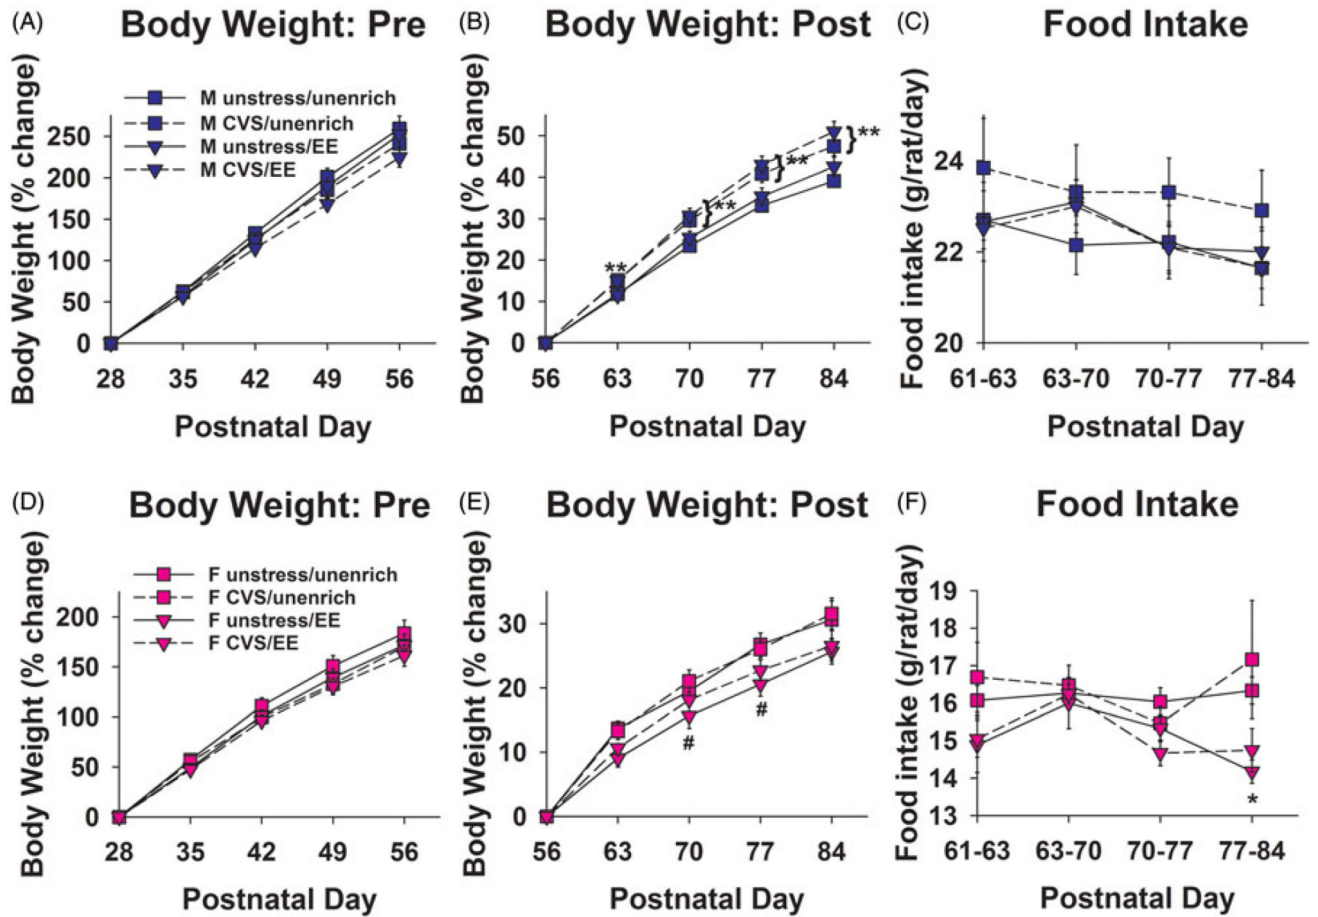 (A) Body Weight: Pre
Body Weight (% change)
M unstress/unenrich
M CVS/unenrich
M unstress/EE
M CVS/EE
250
200
150
100
50
0
28 35 42 49 56
Postnatal Day
(B) Body Weight: Post
Body Weight (% change)
50
40
30
20
10
0
**
}**
}**
}**
56 63 70 77 84
Postnatal Day
(C) Food Intake
Food intake (g/rat/day)
24
22
20
61-63 63-70 70-77 77-84
Postnatal Day
(D) Body Weight: Pre
Body Weight (% change)
F unstress/unenrich
F CVS/unenrich
F unstress/EE
F CVS/EE
200
150
100
50
0
28 35 42 49 56
Postnatal Day
(E) Body Weight: Post
Body Weight (% change)
30
20
10
0
#
#
56 63 70 77 84
Postnatal Day
(F) Food Intake
Food intake (g/rat/day)
19
18
17
16
15
14
13
*
61-63 63-70 70-77 77-84
Postnatal Day